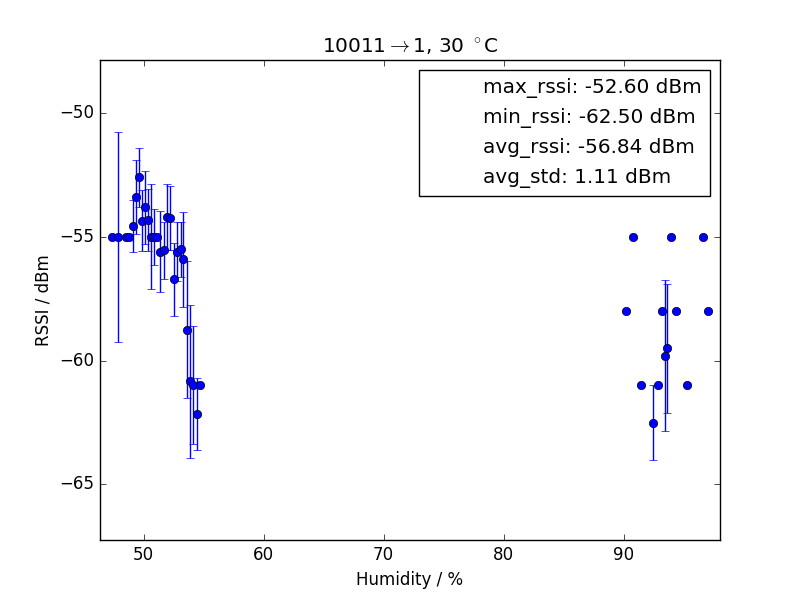 10011→1, 30 °C
max_rssi: -52.60 dBm
min_rssi: -62.50 dBm
avg_rssi: -56.84 dBm
avg_std: 1.11 dBm
RSSI / dBm
−50
−55
−60
−65
50 60 70 80 90
Humidity / %